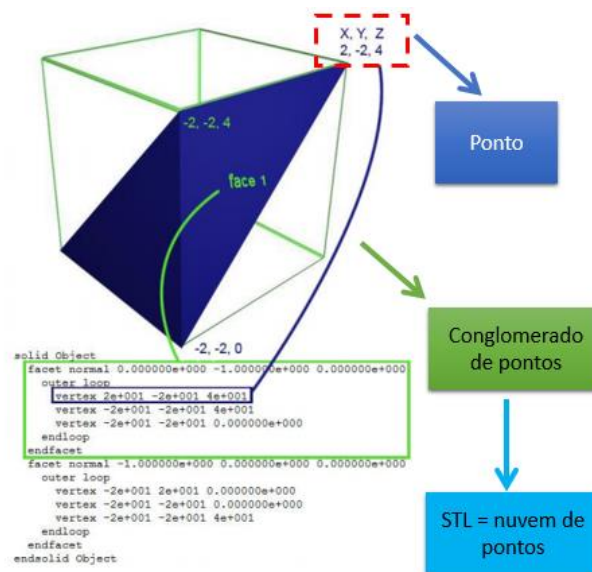 X, Y, Z
2, -2, 4
Ponto
-2, -2, 4
face 1
-2, -2, 0
Conglomerado
de pontos
solid Object
facet normal 0.000000e+000 -1.000000e+000 0.000000e+000
outer loop
vertex 2e+001 -2e+001 4e+001
vertex -2e+001 -2e+001 4e+001
vertex -2e+001 -2e+001 0.000000e+000
endloop
endfacet
facet normal -1.000000e+000 0.000000e+000 0.000000e+000
outer loop
vertex -2e+001 2e+001 0.000000e+000
vertex -2e+001 -2e+001 0.000000e+000
vertex -2e+001 -2e+001 4e+001
endloop
endfacet
endsolid Object
STL = nuvem de
pontos